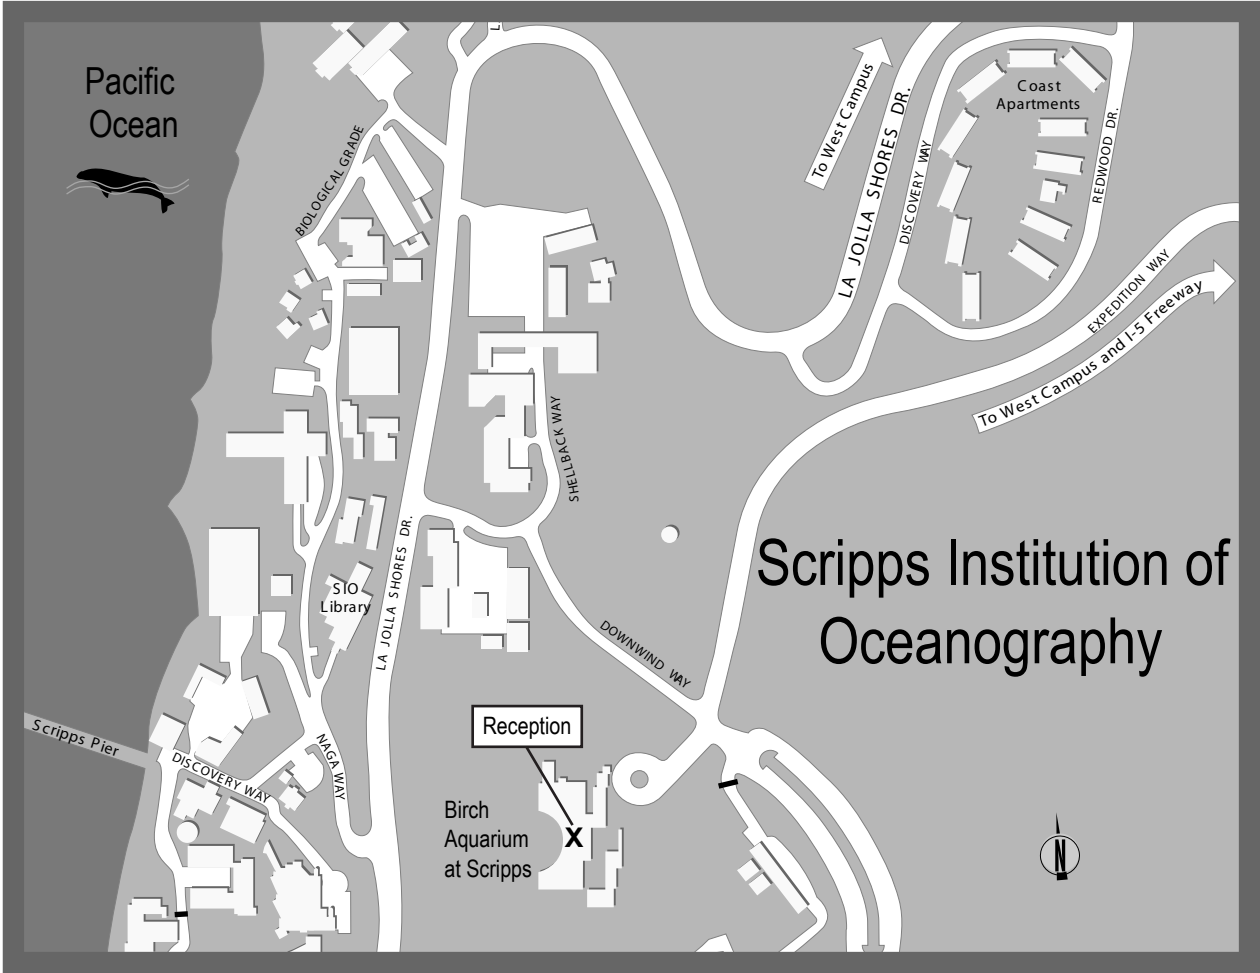 Pacific
Ocean
L
To West Campus
LA JOLLA SHORES DR.
DISCOVERY WAY
Coast
Apartments
REDWOOD DR.
BIOLOGICAL GRADE
EXPEDITION WAY
To West Campus and I-5 Freeway
SHELLBACK WAY
Scripps Institution of
Oceanography
SIO
Library
LA JOLLA SHORES DR.
DOWNWIND WAY
Reception
Scripps Pier
DISCOVERY WAY
NAGA WAY
Birch
Aquarium
at Scripps
X
N